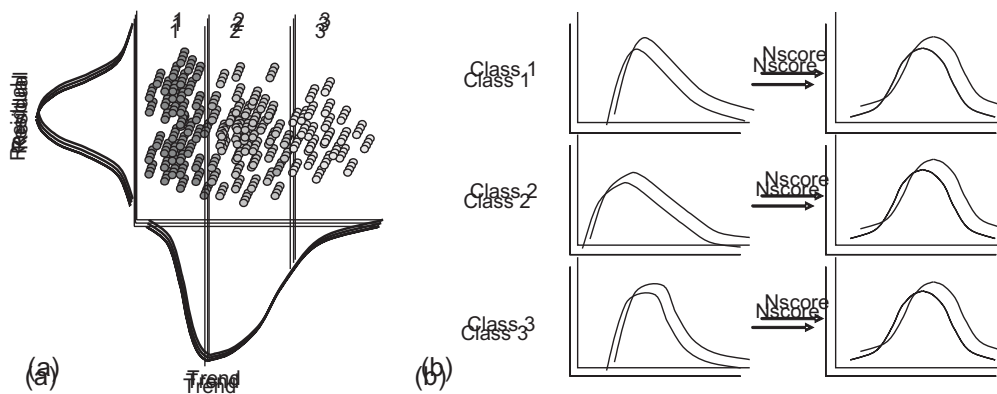 1 2 3
Residual
Trend
(a)
Class 1
Nscore
Class 2
Nscore
Class 3
Nscore
(b)